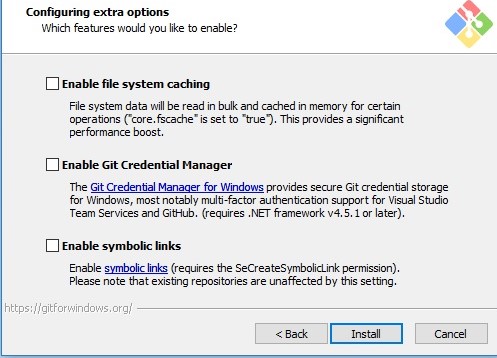 Configuring extra options
Which features would you like to enable?
Enable file system caching
File system data will be read in bulk and cached in memory for certain
operations ("core.fscache" is set to "true"). This provides a significant
performance boost.
Enable Git Credential Manager
The Git Credential Manager for Windows provides secure Git credential storage
for Windows, most notably multi-factor authentication support for Visual Studio
Team Services and GitHub. (requires .NET framework v4.5.1 or later).
Enable symbolic links
Enable symbolic links (requires the SeCreateSymbolicLink permission).
Please note that existing repositories are unaffected by this setting.
https://gitforwindows.org/
< Back Install Cancel